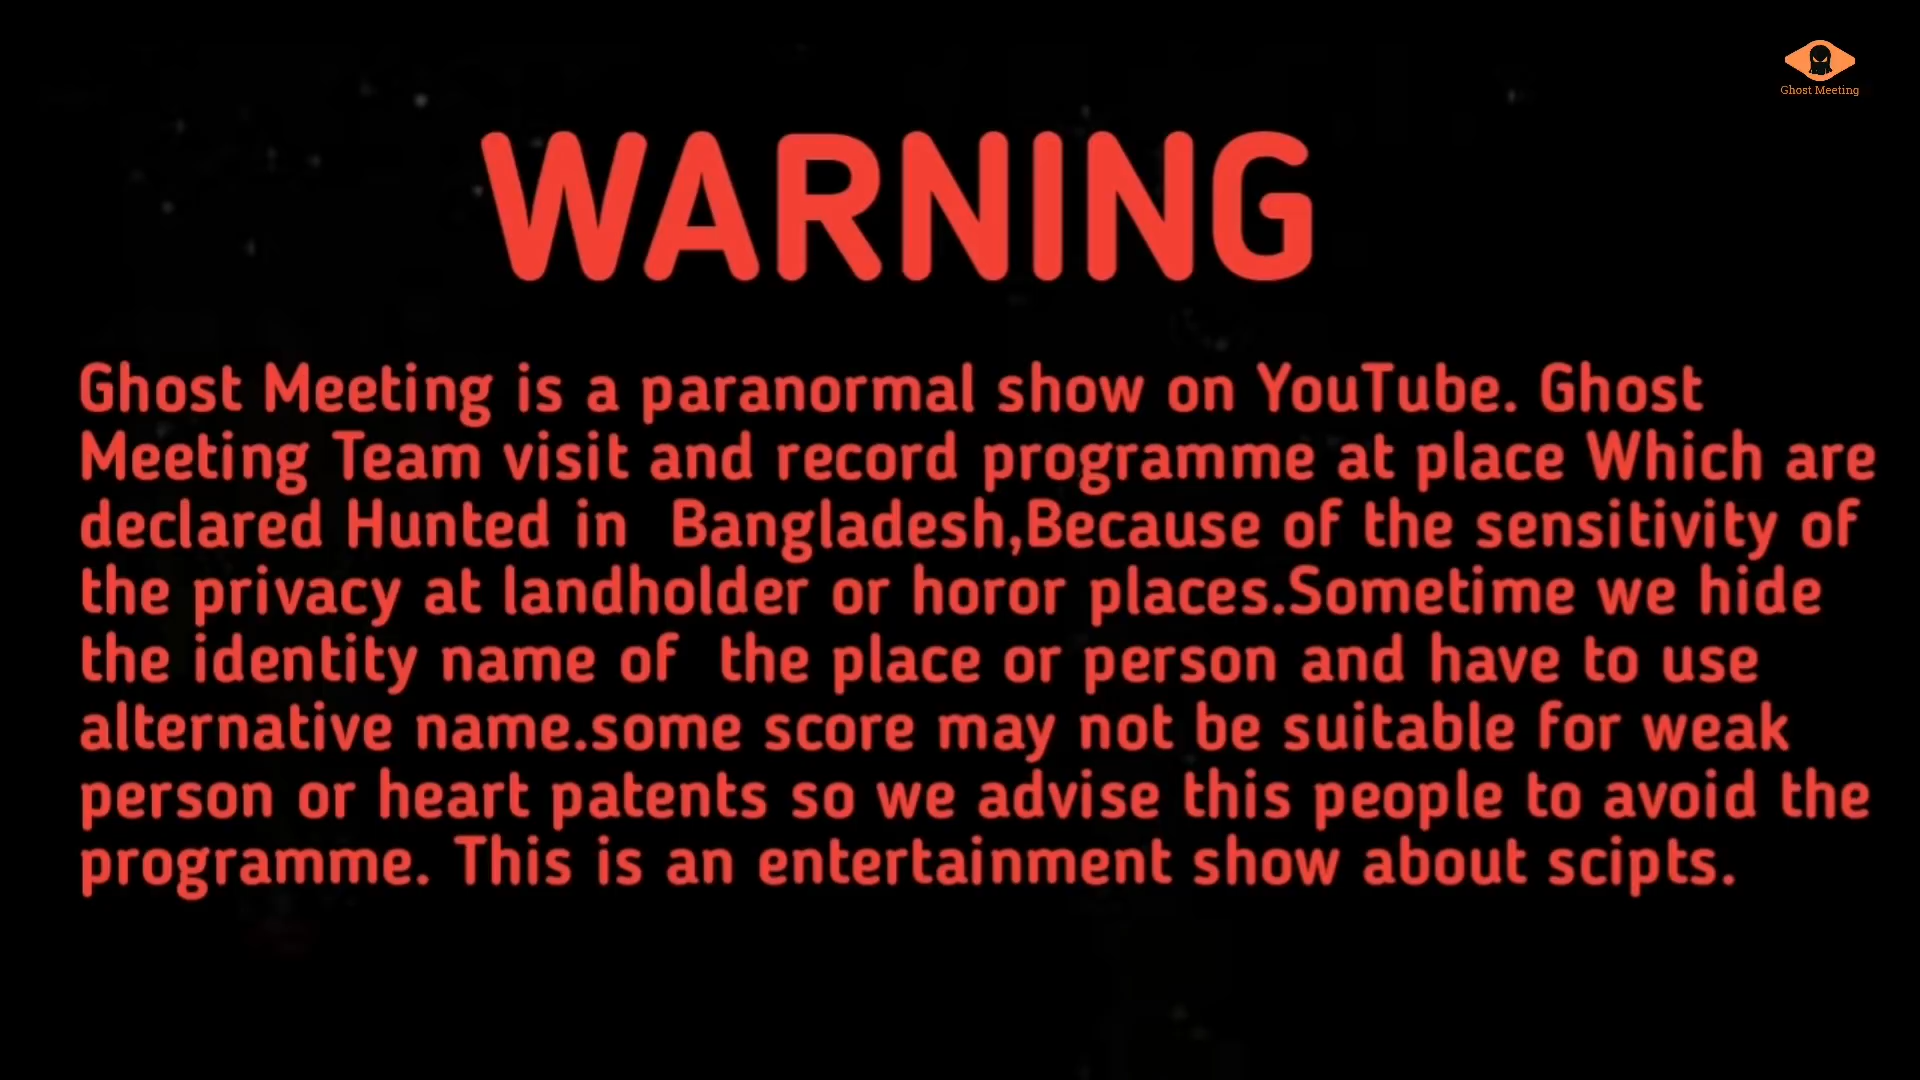 Ghost Meeting
WARNING
Ghost Meeting is a paranormal show on YouTube. Ghost
Meeting Team visit and record programme at place Which are
declared Hunted in  Bangladesh,Because of the sensitivity of
the privacy at landholder or horor places.Sometime we hide
the identity name of  the place or person and have to use
alternative name.some score may not be suitable for weak
person or heart patents so we advise this people to avoid the
programme. This is an entertainment show about scipts.